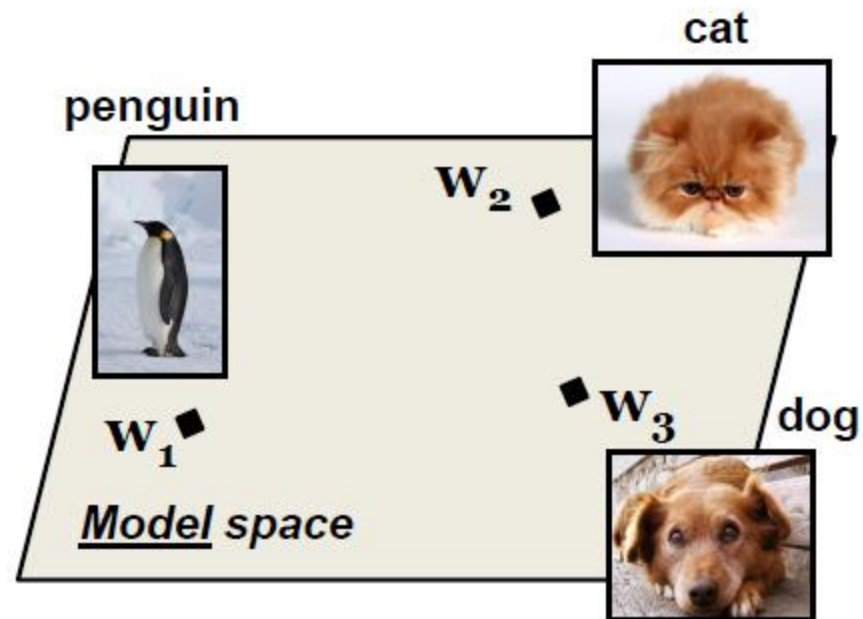 cat
penguin
w₂
w₃
dog
w₁
Model space